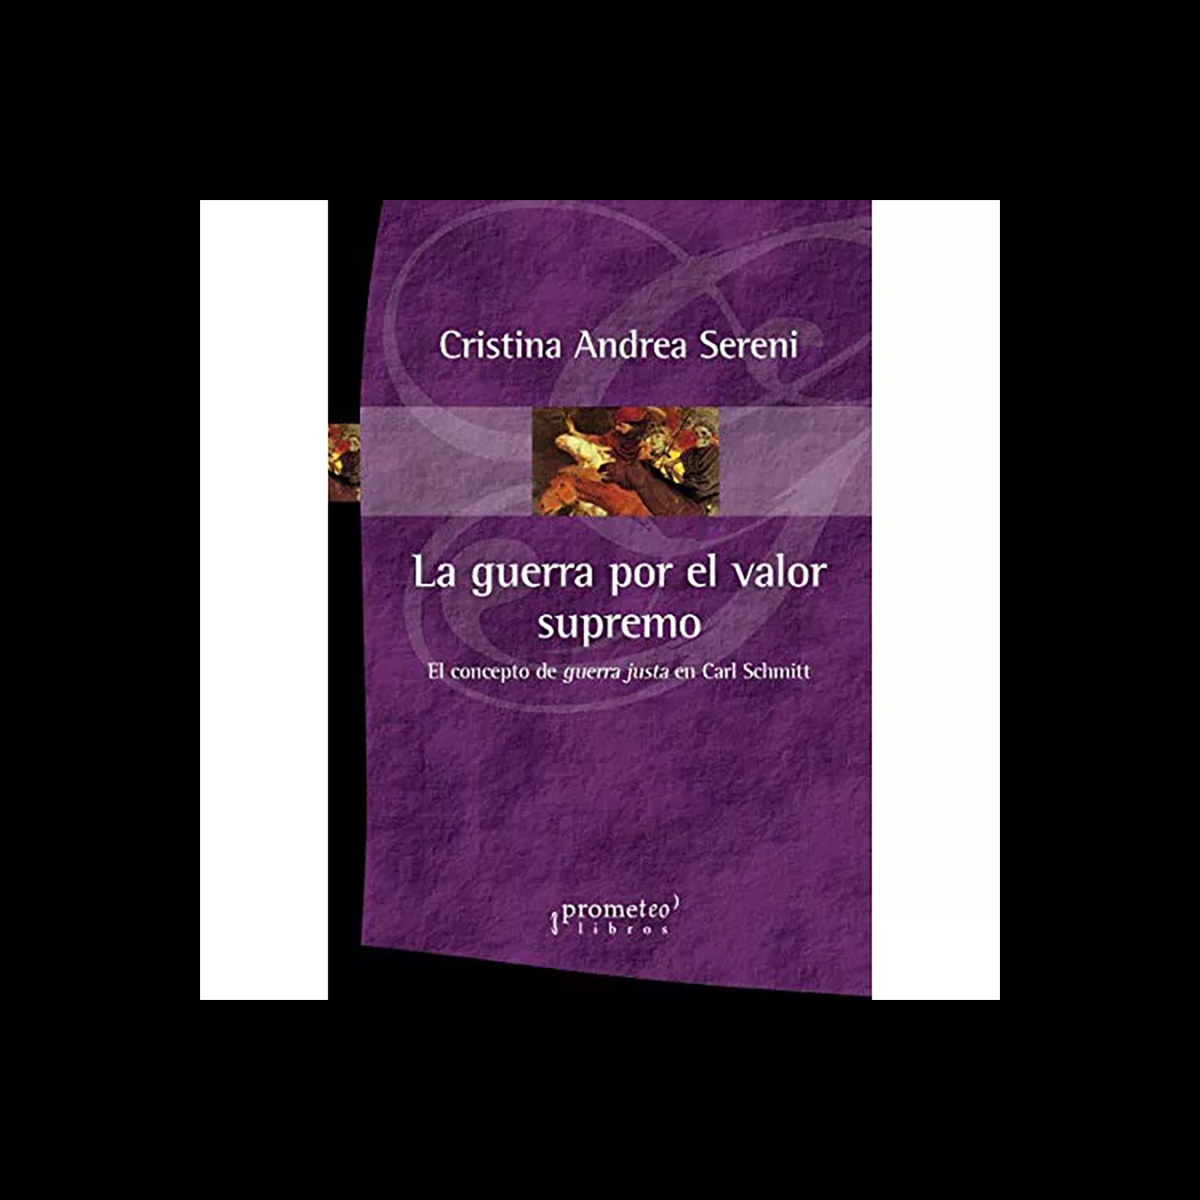 Cristina Andrea Sereni
La guerra por el valor
supremo
El concepto de guerra justa en Carl Schmitt
prometeo
libros